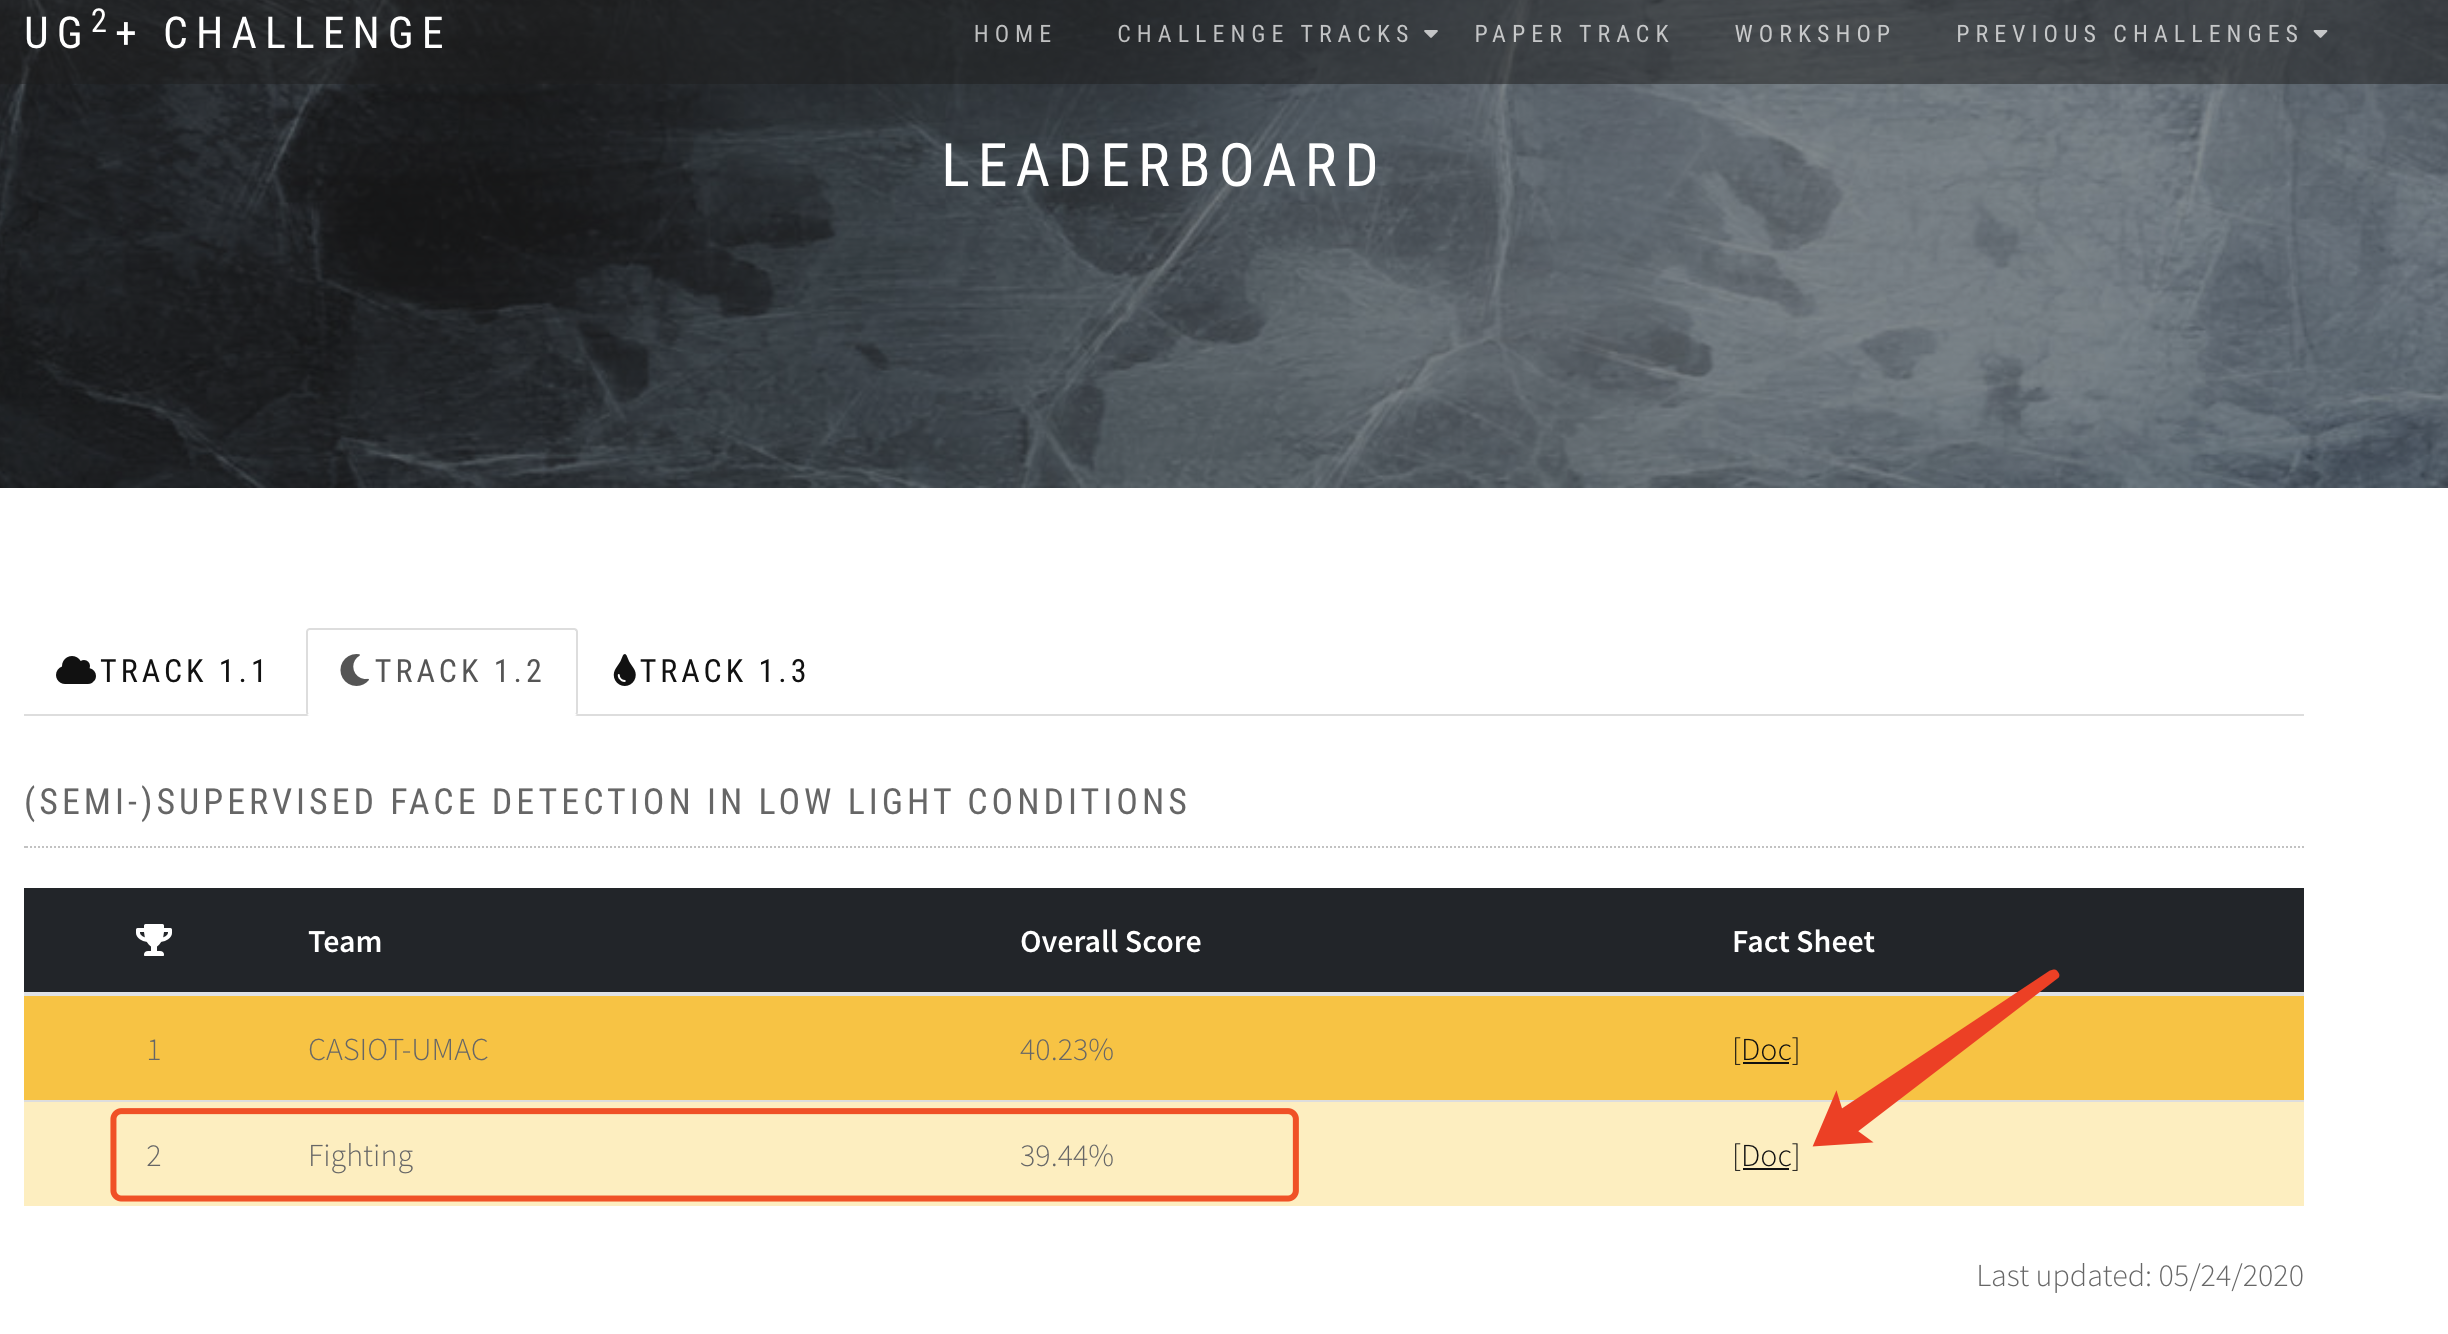 UG2+ CHALLENGE
HOME CHALLENGE TRACKS PAPER TRACK WORKSHOP PREVIOUS CHALLENGES
LEADERBOARD
TRACK 1.1 TRACK 1.2 TRACK 1.3
(SEMI-)SUPERVISED FACE DETECTION IN LOW LIGHT CONDITIONS
Team Overall Score Fact Sheet
1 CASIOT-UMAC 40.23% [Doc]
2 Fighting 39.44% [Doc]
Last updated: 05/24/2020